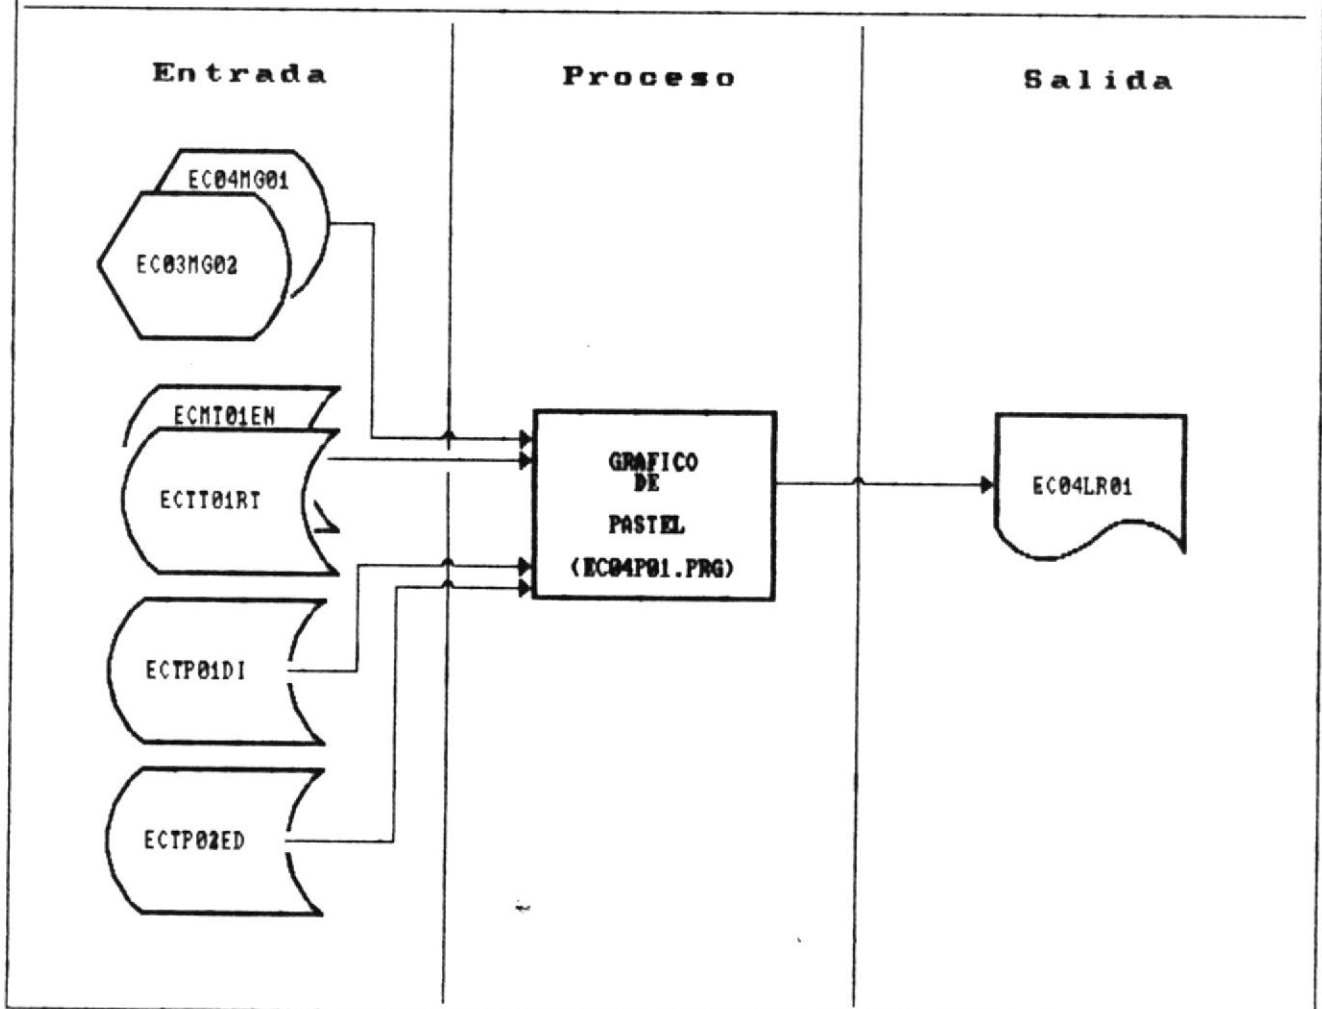 Entrada
Proceso
Salida
EC04MG01
EC03MG02
ECMT01EN
ECTT01RT
ECTP01DI
ECTP02ED
GRAFICO
DE
PASTEL
(EC04P01.PRG)
EC04LR01